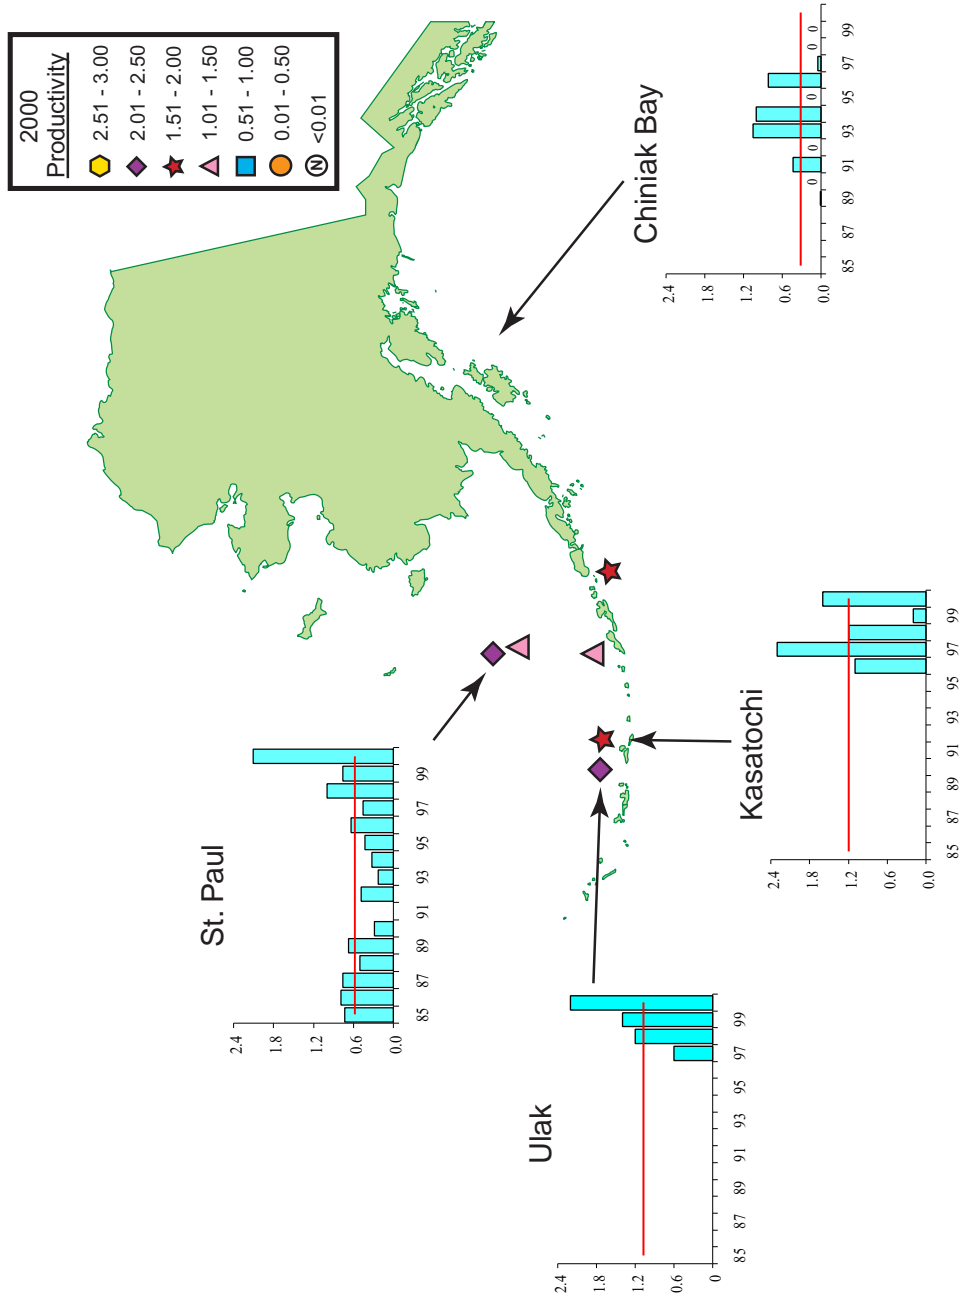 2000
Productivity
2.51 - 3.00
2.01 - 2.50
1.51 - 2.00
1.01 - 1.50
0.51 - 1.00
0.01 - 0.50
N <0.01
St. Paul
2.4
1.8
1.2
0.6
0.0
85 87 89 91 93 95 97 99
Ulak
2.4
1.8
1.2
0.6
0
85 87 89 91 93 95 97 99
Kasatochi
2.4
1.8
1.2
0.6
0.0
85 87 89 91 93 95 97 99
Chiniak Bay
2.4
1.8
1.2
0.6
0.0
0 0 0 0 0
85 87 89 91 93 95 97 99